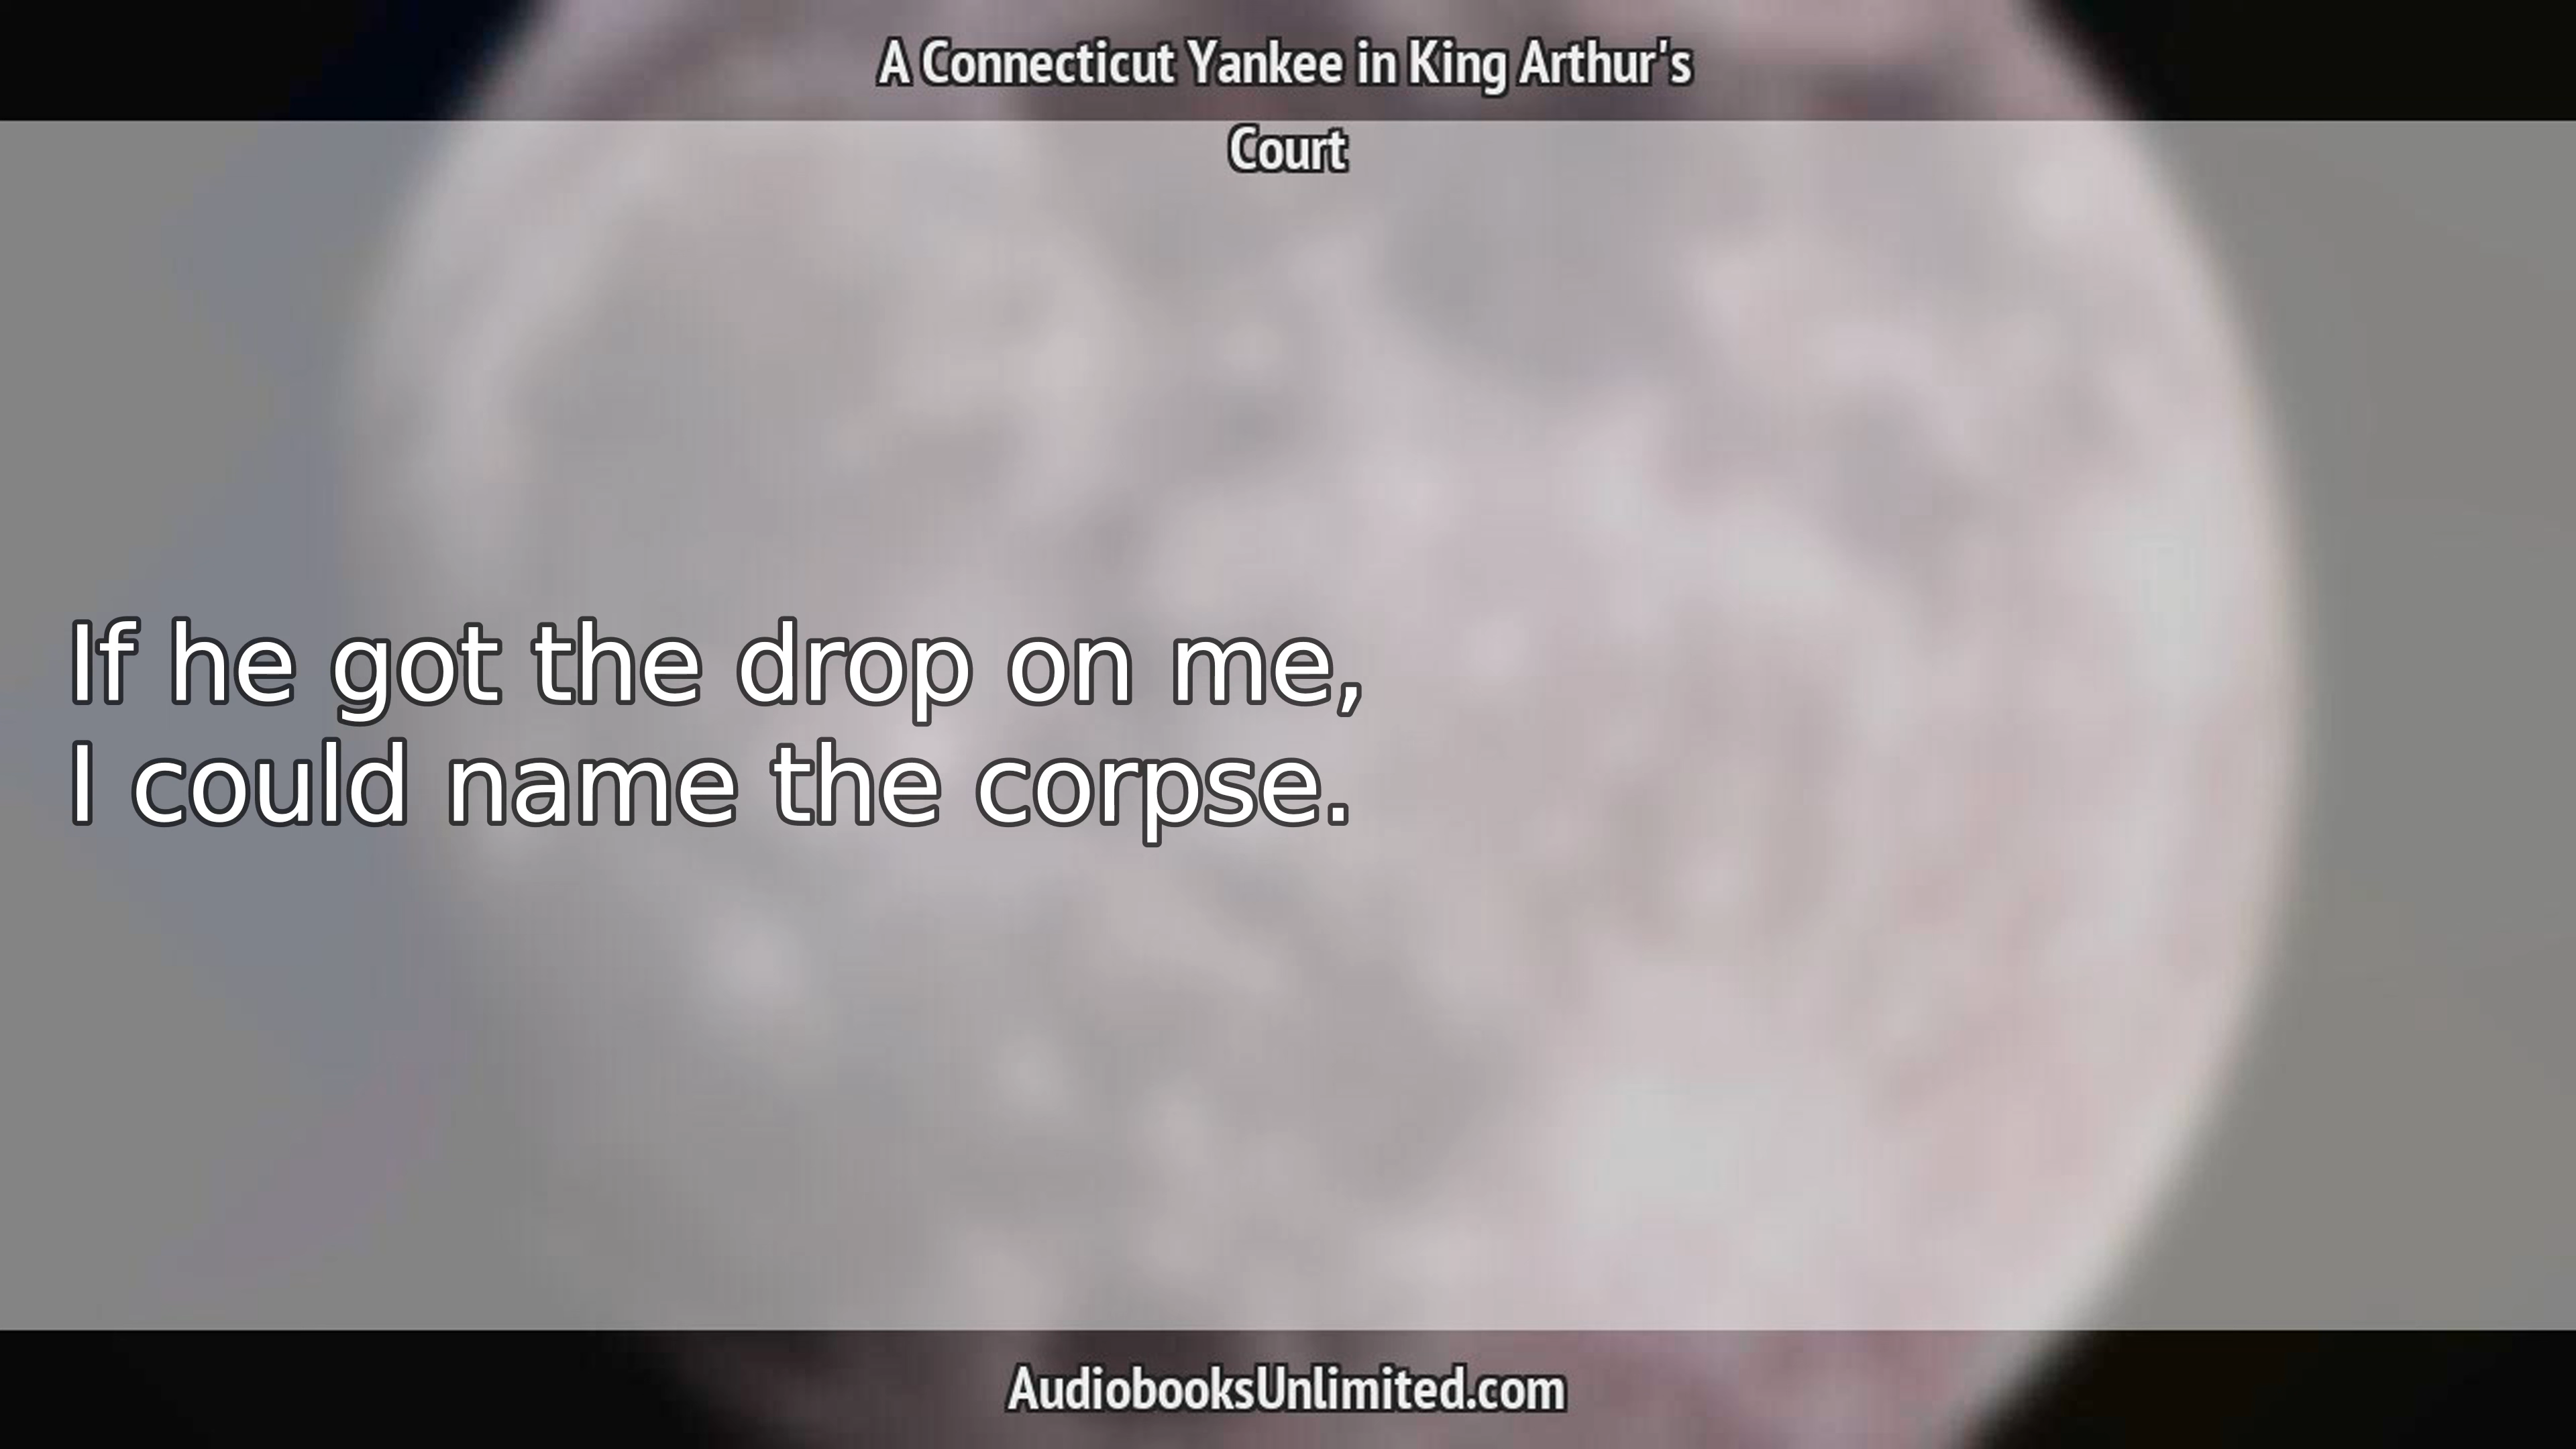 A Connecticut Yankee in King Arthur's
Court
If he got the drop on me,
I could name the corpse.
AudiobooksUnlimited.com